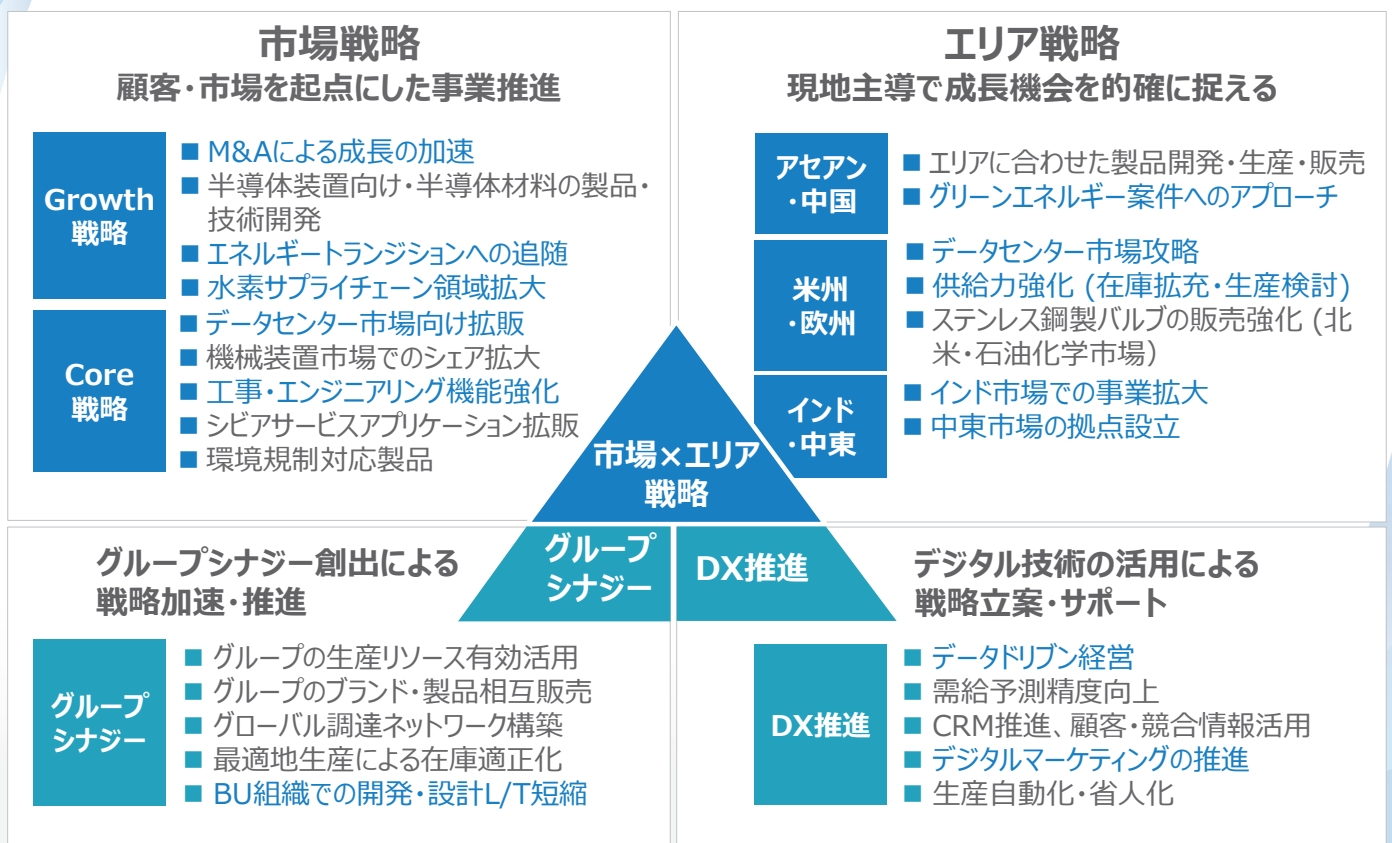 市場戦略
顧客・市場を起点にした事業推進
Growth
戦略
■ M&Aによる成長の加速
■ 半導体装置向け・半導体材料の製品・
技術開発
■ エネルギートランジションへの追随
■ 水素サプライチェーン領域拡大
Core
戦略
■ データセンター市場向け拡販
■ 機械装置市場でのシェア拡大
■ 工事・エンジニアリング機能強化
■ シビアサービスアプリケーション拡販
■ 環境規制対応製品
エリア戦略
現地主導で成長機会を的確に捉える
アセアン
・中国
■ エリアに合わせた製品開発・生産・販売
■ グリーンエネルギー案件へのアプローチ
米州
・欧州
■ データセンター市場攻略
■ 供給力強化 (在庫拡充・生産検討)
■ ステンレス鋼製バルブの販売強化 (北
米・石油化学市場）
インド
・中東
■ インド市場での事業拡大
■ 中東市場の拠点設立
市場×エリア
戦略
グループ
シナジー
DX推進
グループシナジー創出による
戦略加速・推進
グループ
シナジー
■ グループの生産リソース有効活用
■ グループのブランド・製品相互販売
■ グローバル調達ネットワーク構築
■ 最適地生産による在庫適正化
■ BU組織での開発・設計L/T短縮
デジタル技術の活用による
戦略立案・サポート
DX推進
■ データドリブン経営
■ 需給予測精度向上
■ CRM推進、顧客・競合情報活用
■ デジタルマーケティングの推進
■ 生産自動化・省人化